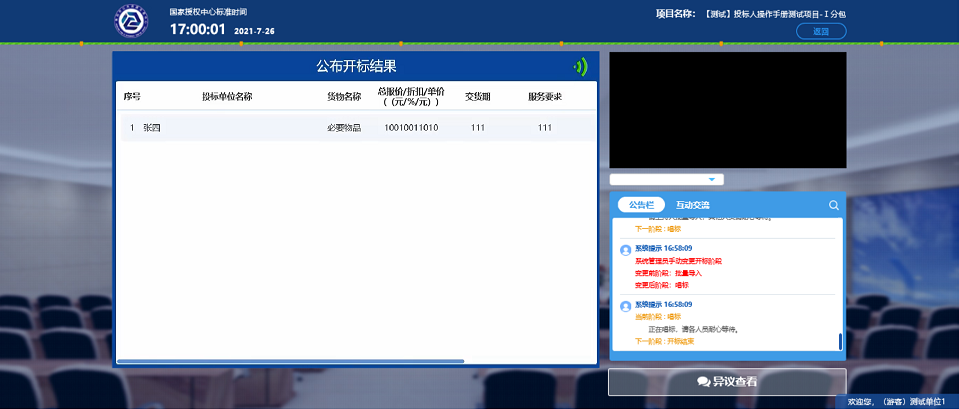 国家授权中心标准时间
17:00:01 2021-7-26
项目名称: 【测试】投标人操作手册测试项目-Ⅰ分包
返回
公布开标结果
序号 投标单位名称 货物名称 总报价/折扣/单价（(元/%/元)） 交货期 服务要求
1 张四 必要物品 10010011010 111 111
公告栏 互动交流
下一阶段：唱标
系统提示 16:58:09
系统管理员手动变更开标阶段
变更前阶段：批量导入
变更后阶段：唱标
系统提示 16:58:09
当前阶段：唱标
正在唱标，请各人员耐心等待。
下一阶段：开标结束
异议查看
欢迎您，（游客）测试单位1